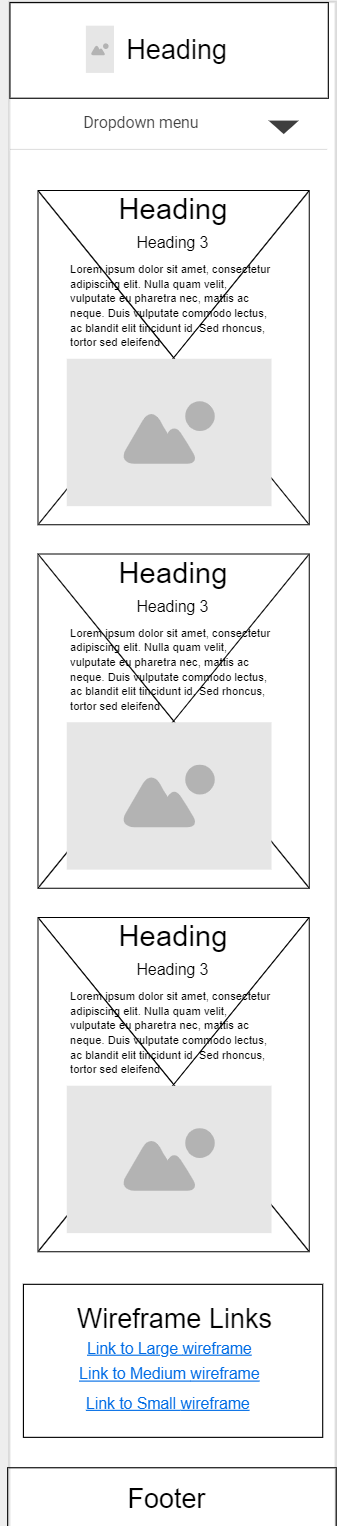 Heading
Dropdown menu
Heading
Heading 3
Lorem ipsum dolor sit amet, consectetur
adipiscing elit. Nulla quam velit,
vulputate eu pharetra nec, mattis ac
neque. Duis vulputate commodo lectus,
ac blandit elit tincidunt id. Sed rhoncus,
tortor sed eleifend
Heading
Heading 3
Lorem ipsum dolor sit amet, consectetur
adipiscing elit. Nulla quam velit,
vulputate eu pharetra nec, mattis ac
neque. Duis vulputate commodo lectus,
ac blandit elit tincidunt id. Sed rhoncus,
tortor sed eleifend
Heading
Heading 3
Lorem ipsum dolor sit amet, consectetur
adipiscing elit. Nulla quam velit,
vulputate eu pharetra nec, mattis ac
neque. Duis vulputate commodo lectus,
ac blandit elit tincidunt id. Sed rhoncus,
tortor sed eleifend
Wireframe Links
Link to Large wireframe
Link to Medium wireframe
Link to Small wireframe
Footer